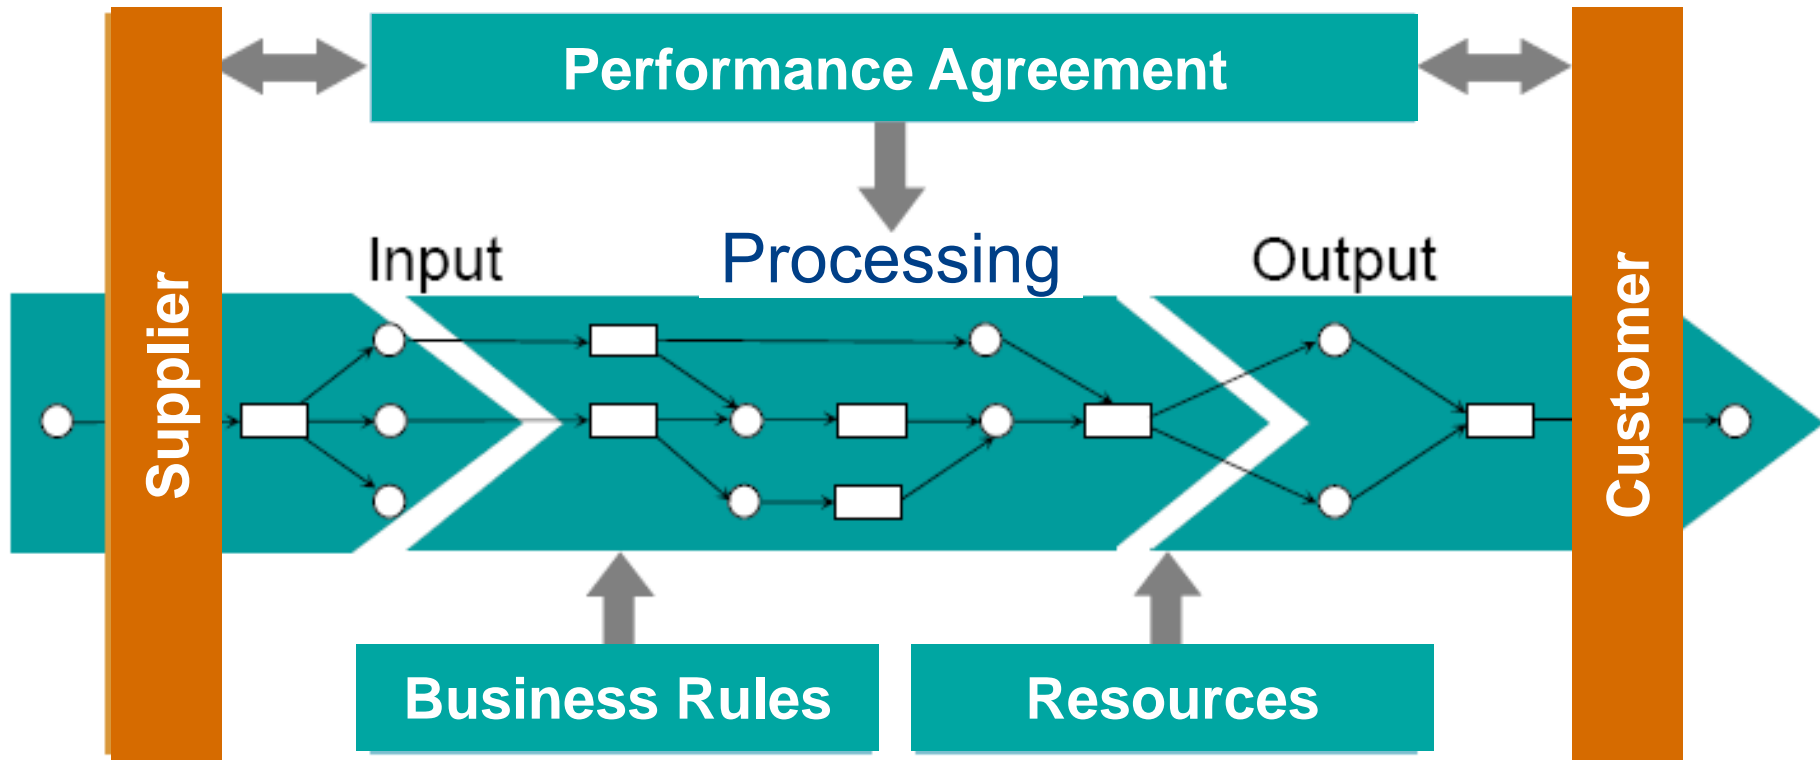 Performance Agreement
Input
Processing
Output
Supplier
Customer
Business Rules
Resources